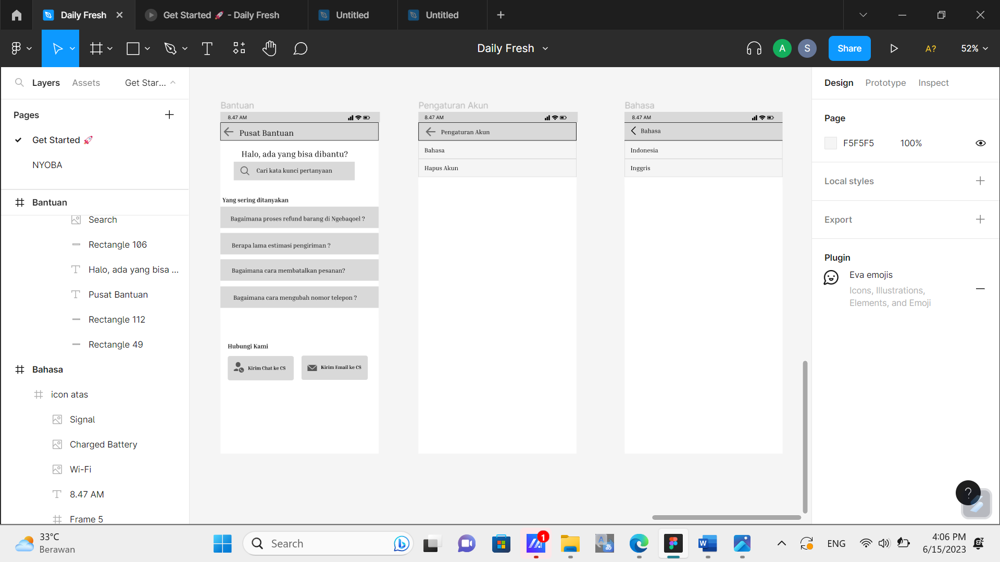 Daily Fresh
Get Started 🚀 - Daily Fresh
Untitled
Untitled
Daily Fresh
A
S
Share
A?
52%
Layers
Assets
Get Star...
Pages
Get Started 🚀
NYOBA
Bantuan
Search
Rectangle 106
Halo, ada yang bisa ...
Pusat Bantuan
Rectangle 112
Rectangle 49
Bahasa
icon atas
Signal
Charged Battery
Wi-Fi
8.47 AM
Frame 5
Bantuan
8.47 AM
Pusat Bantuan
Halo, ada yang bisa dibantu?
Cari kata kunci pertanyaan
Yang sering ditanyakan
Bagaimana proses refund barang di Ngebaqoel ?
Berapa lama estimasi pengiriman ?
Bagaimana cara membatalkan pesanan?
Bagaimana cara mengubah nomor telepon ?
Hubungi Kami
Kirim Chat ke CS
Kirim Email ke CS
Pengaturan Akun
8.47 AM
Pengaturan Akun
Bahasa
Hapus Akun
Bahasa
8.47 AM
Bahasa
Indonesia
Inggris
Design
Prototype
Inspect
Page
F5F5F5
100%
Local styles
Export
Plugin
Eva emojis
Icons, Illustrations,
Elements, and Emoji
?
33°C
Berawan
Search
1
ENG
4:06 PM
6/15/2023